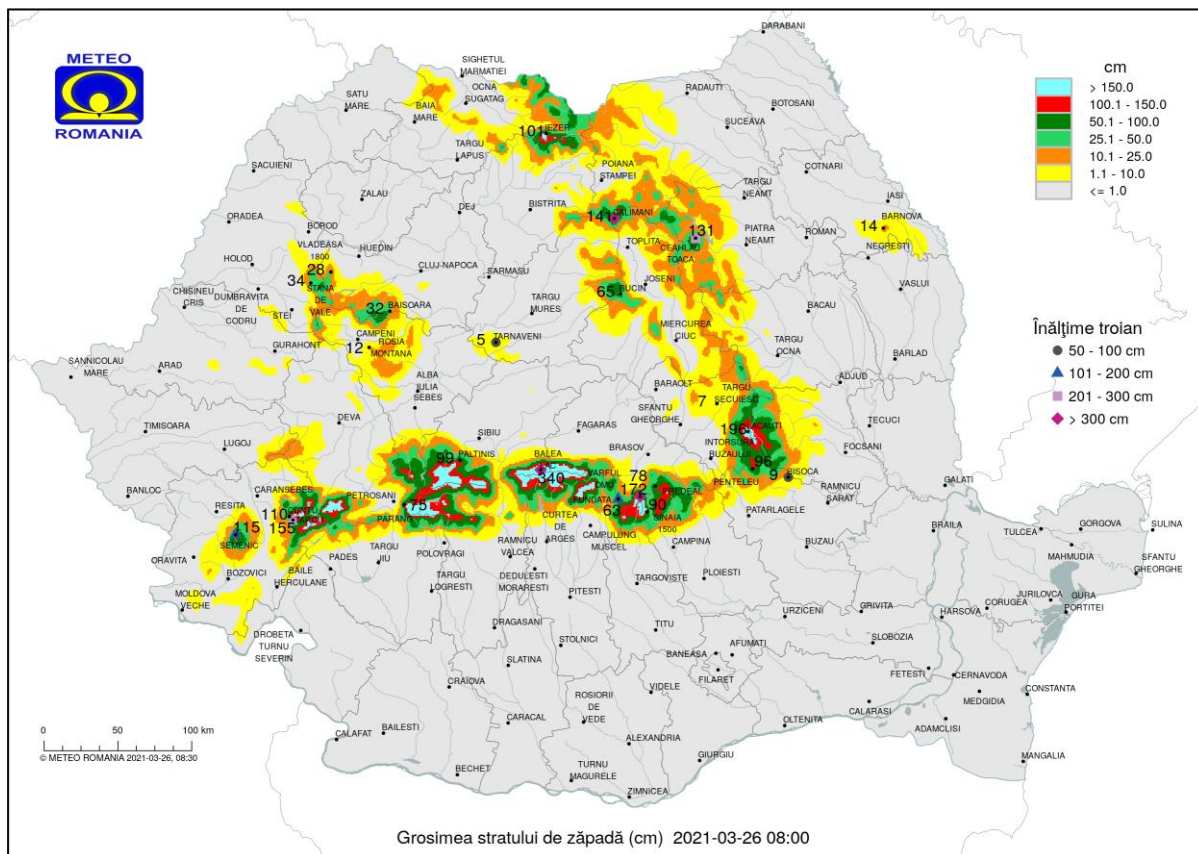 METEO
ROMANIA
DARABANI
SIGHETUL
MARMATIEI
OCNA
SUGATAG
SATU
MARE
BAIA
MARE
RADAUTI
BOTOSANI
SUCEAVA
101
IEZER
TARGU
LAPUS
COTNARI
SACUIENI
POIANA
STAMPEI
TARGU
NEAMT
IASI
ZALAU
DEJ
BISTRITA
141
CALIMANI
BARNOVA
14
ORADEA
BOROD
131
PIATRA
NEAMT
ROMAN
NEGRESTI
VLADEASA
1800
HUEDIN
TOPLITA
CEAHLAU
TOACA
HOLOD
28
CLUJ-NAPOCA
SARMASU
34
STANA
DE
VALE
JOSENI
VASLUI
CHISINEU
CRIS
DUMBRAVITA
DE
CODRU
65
BUCIN
STEI
32
BAISOARA
TARGU
MURES
BACAU
CAMPENI
12
ROSIA
MONTANA
5
TARNAVENI
MIERCUREA
CIUC
TARGU
OCNA
GURAHONT
SANNICOLAU
MARE
ARAD
BARLAD
ALBA
IULIA
SEBES
BARAOLT
TARGU
SECUIESC
7
ADJUD
DEVA
SFANTU
GHEORGHE
TIMISOARA
SIBIU
FAGARAS
196
LACAUTI
TECUCI
LUGOJ
BRASOV
INTORSURA
BUZAULUI
FOCSANI
99
PALTINIS
BALEA
LAC
340
VARFUL
OMU
78
172
PREDEAL
96
PENTELEU
9
BISOCA
BANLOC
RESITA
CARANSEBES
PETROSANI
75
PARANG
FUNDATA
63
90
SINAIA
1500
RAMNICU
SARAT
GALATI
110
CUNTU
155
TARCU
CURTEA
DE
ARGES
CAMPULUNG
MUSCEL
PATARLAGELE
115
SEMENIC
BRAILA
TULCEA
GORGOVA
SULINA
MAHMUDIA
ORAVITA
BOZOVICI
BAILE
HERCULANE
PADES
TARGU
JIU
POLOVRAGI
RAMNICU
VALCEA
CAMPINA
BUZAU
SFANTU
GHEORGHE
MOLDOVA
VECHE
TARGU
LOGRESTI
DEDULESTI
MORARESTI
PITESTI
TARGOVISTE
PLOIESTI
JURILOVCA
GURA
PORTITEI
URZICENI
GRIVITA
HARSOVA
CORUGEA
DROBETA
TURNU
SEVERIN
DRAGASANI
STOLNICI
TITU
AFUMATI
SLOBOZIA
BANEASA
FILARET
SLATINA
FETESTI
CERNAVODA
MEDGIDIA
CONSTANTA
CRAIOVA
ROSIORII
DE
VEDE
VIDELE
CALARASI
CALAFAT
BAILESTI
CARACAL
ALEXANDRIA
OLTENITA
ADAMCLISI
GIURGIU
MANGALIA
BECHET
TURNU
MAGURELE
ZIMNICEA
cm
> 150.0
100.1 - 150.0
50.1 - 100.0
25.1 - 50.0
10.1 - 25.0
1.1 - 10.0
<= 1.0
Înălțime troian
50 - 100 cm
101 - 200 cm
201 - 300 cm
> 300 cm
0 50 100 km
© METEO ROMANIA 2021-03-26, 08:30
Grosimea stratului de zăpadă (cm) 2021-03-26 08:00